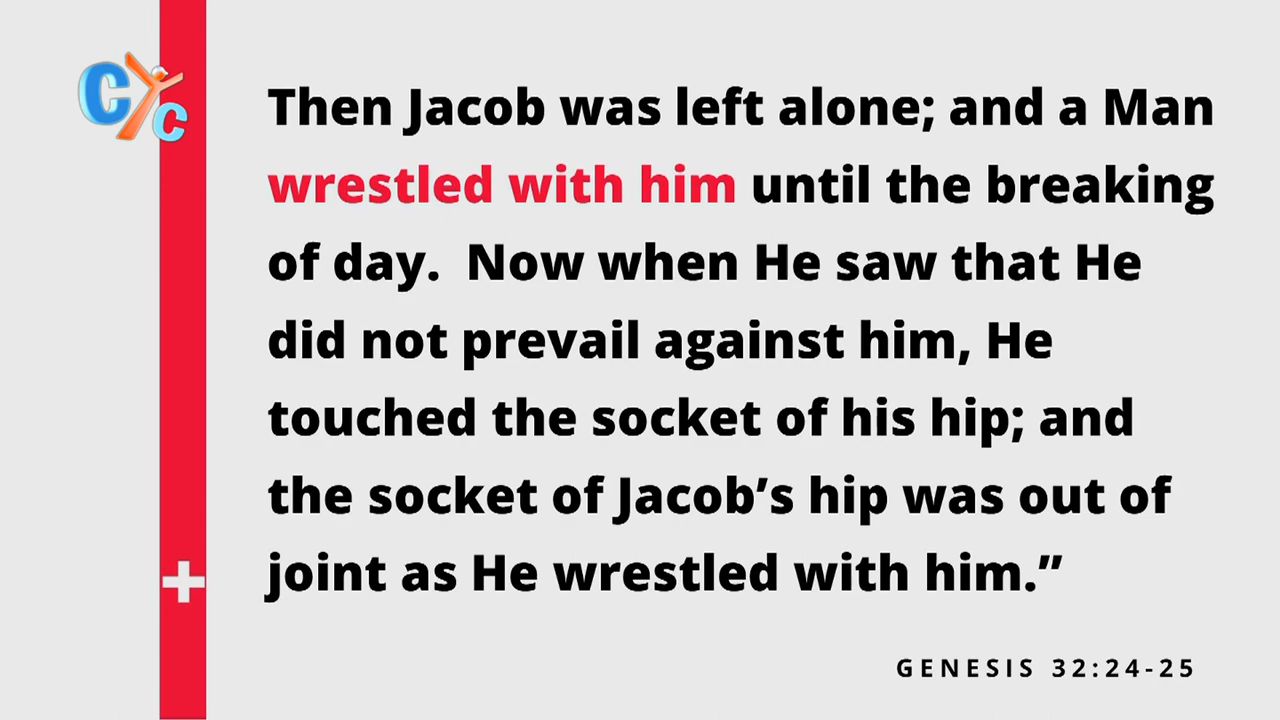 CYC
Then Jacob was left alone; and a Man
wrestled with him until the breaking
of day.  Now when He saw that He
did not prevail against him, He
touched the socket of his hip; and
the socket of Jacob’s hip was out of
joint as He wrestled with him.”
GENESIS 32:24-25